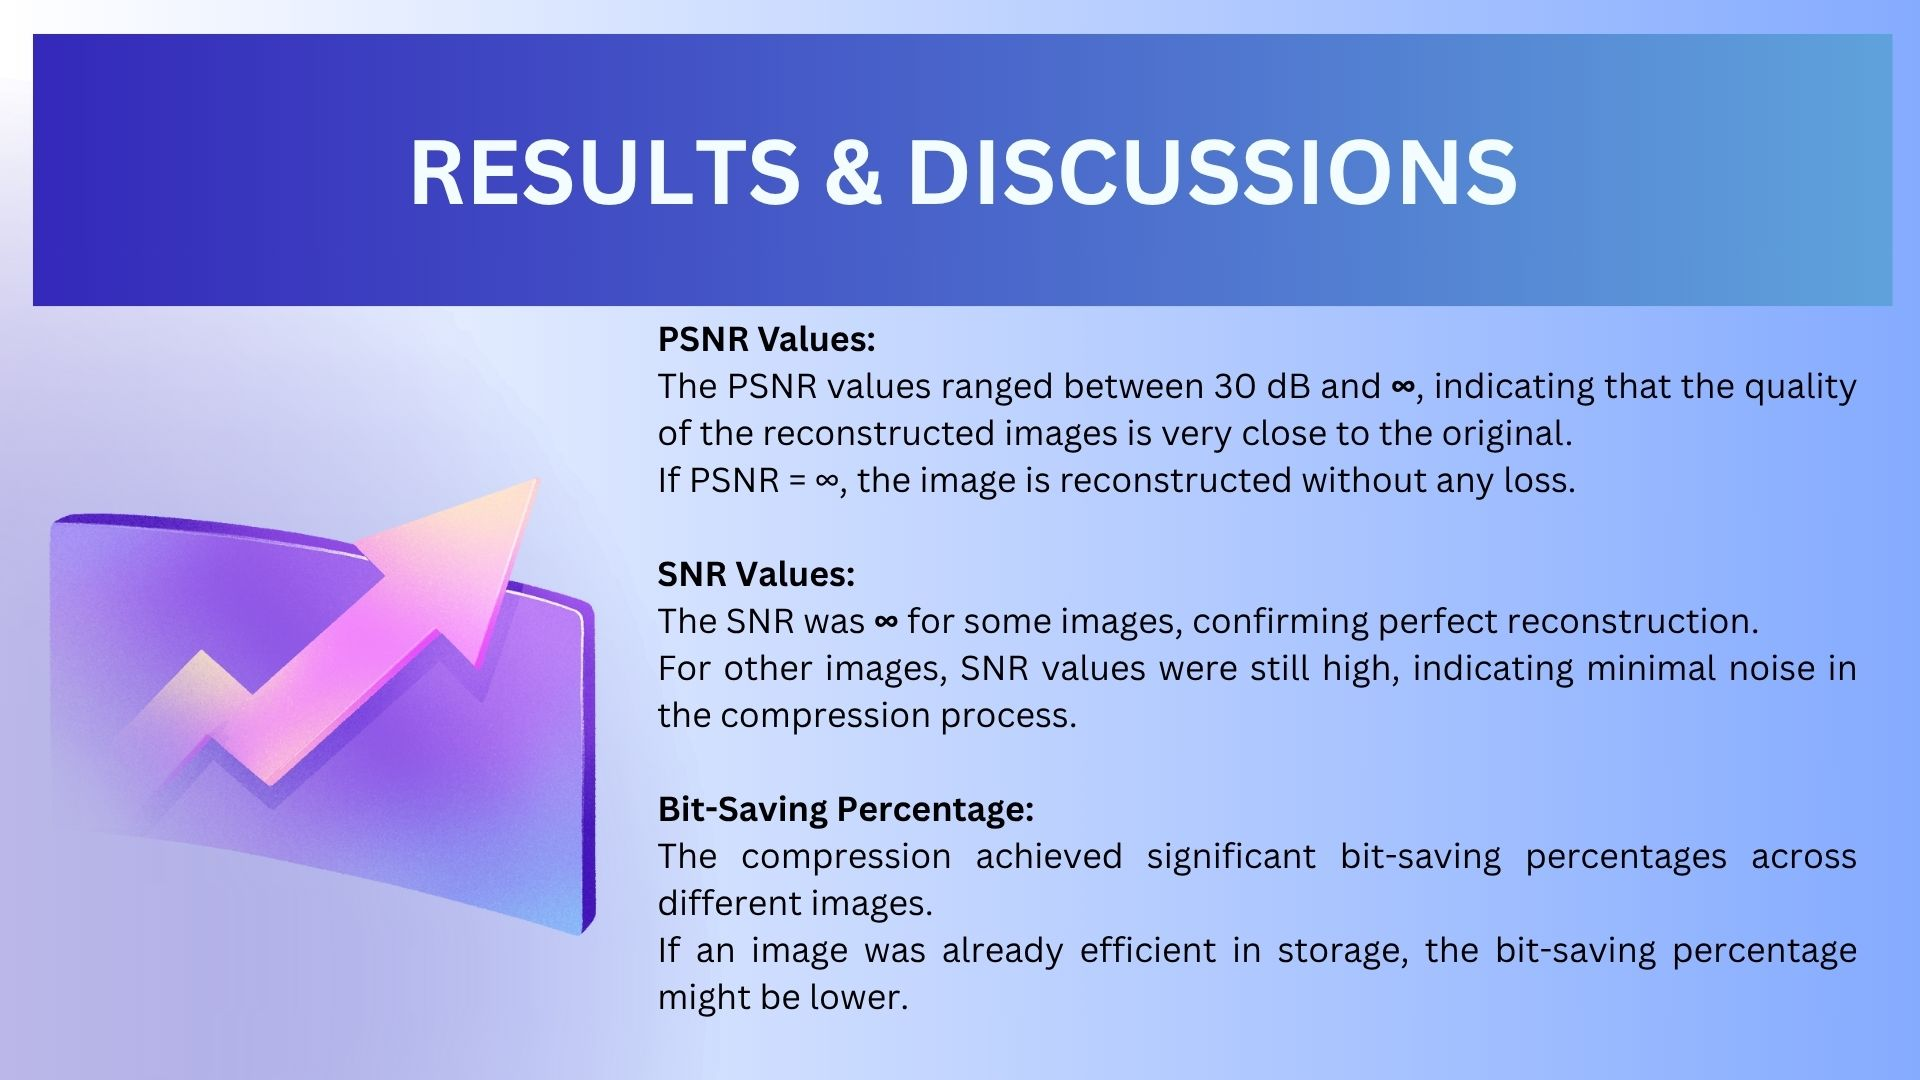 RESULTS & DISCUSSIONS
PSNR Values:
The PSNR values ranged between 30 dB and ∞, indicating that the quality
of the reconstructed images is very close to the original.
If PSNR = ∞, the image is reconstructed without any loss.
SNR Values:
The SNR was ∞ for some images, confirming perfect reconstruction.
For other images, SNR values were still high, indicating minimal noise in
the compression process.
Bit-Saving Percentage:
The compression achieved significant bit-saving percentages across
different images.
If an image was already efficient in storage, the bit-saving percentage
might be lower.